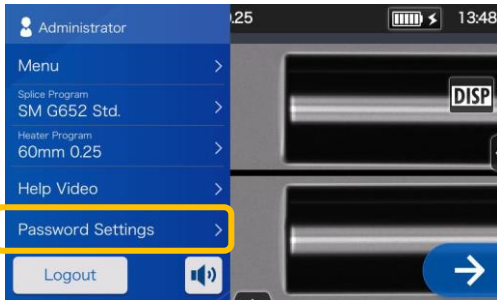 Administrator
.25
13:48
Menu
Splice Program
SM G652 Std.
Heater Program
60mm 0.25
DISP
Help Video
Password Settings
Logout